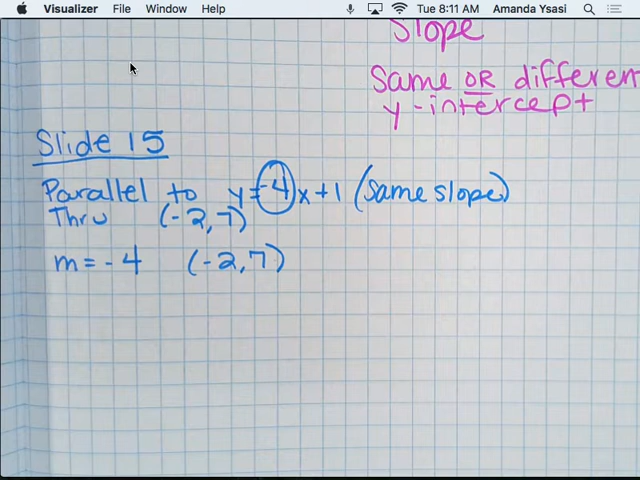 Visualizer File Window Help Tue 8:11 AM Amanda Ysasi
Slope
Same OR differen
y-intercept
Slide 15
Parallel to y=-4x+1 (same slope)
Thru (-2,7)
m=-4 (-2,7)